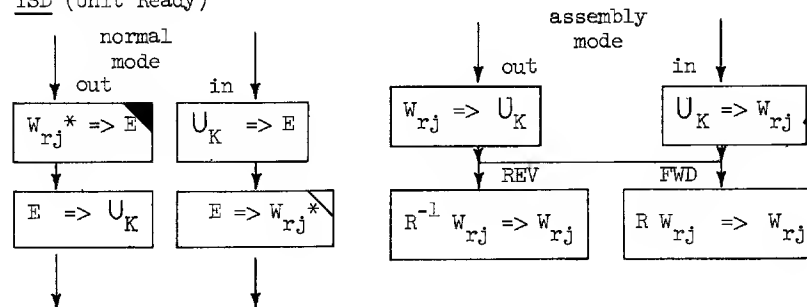 TSD (Unit Ready)
normal mode
out
in
W_rj* => E
U_K => E
E => U_K
E => W_rj*
assembly mode
out
in
W_rj => U_K
U_K => W_rj
REV
FWD
R^-1 W_rj => W_rj
R W_rj => W_rj